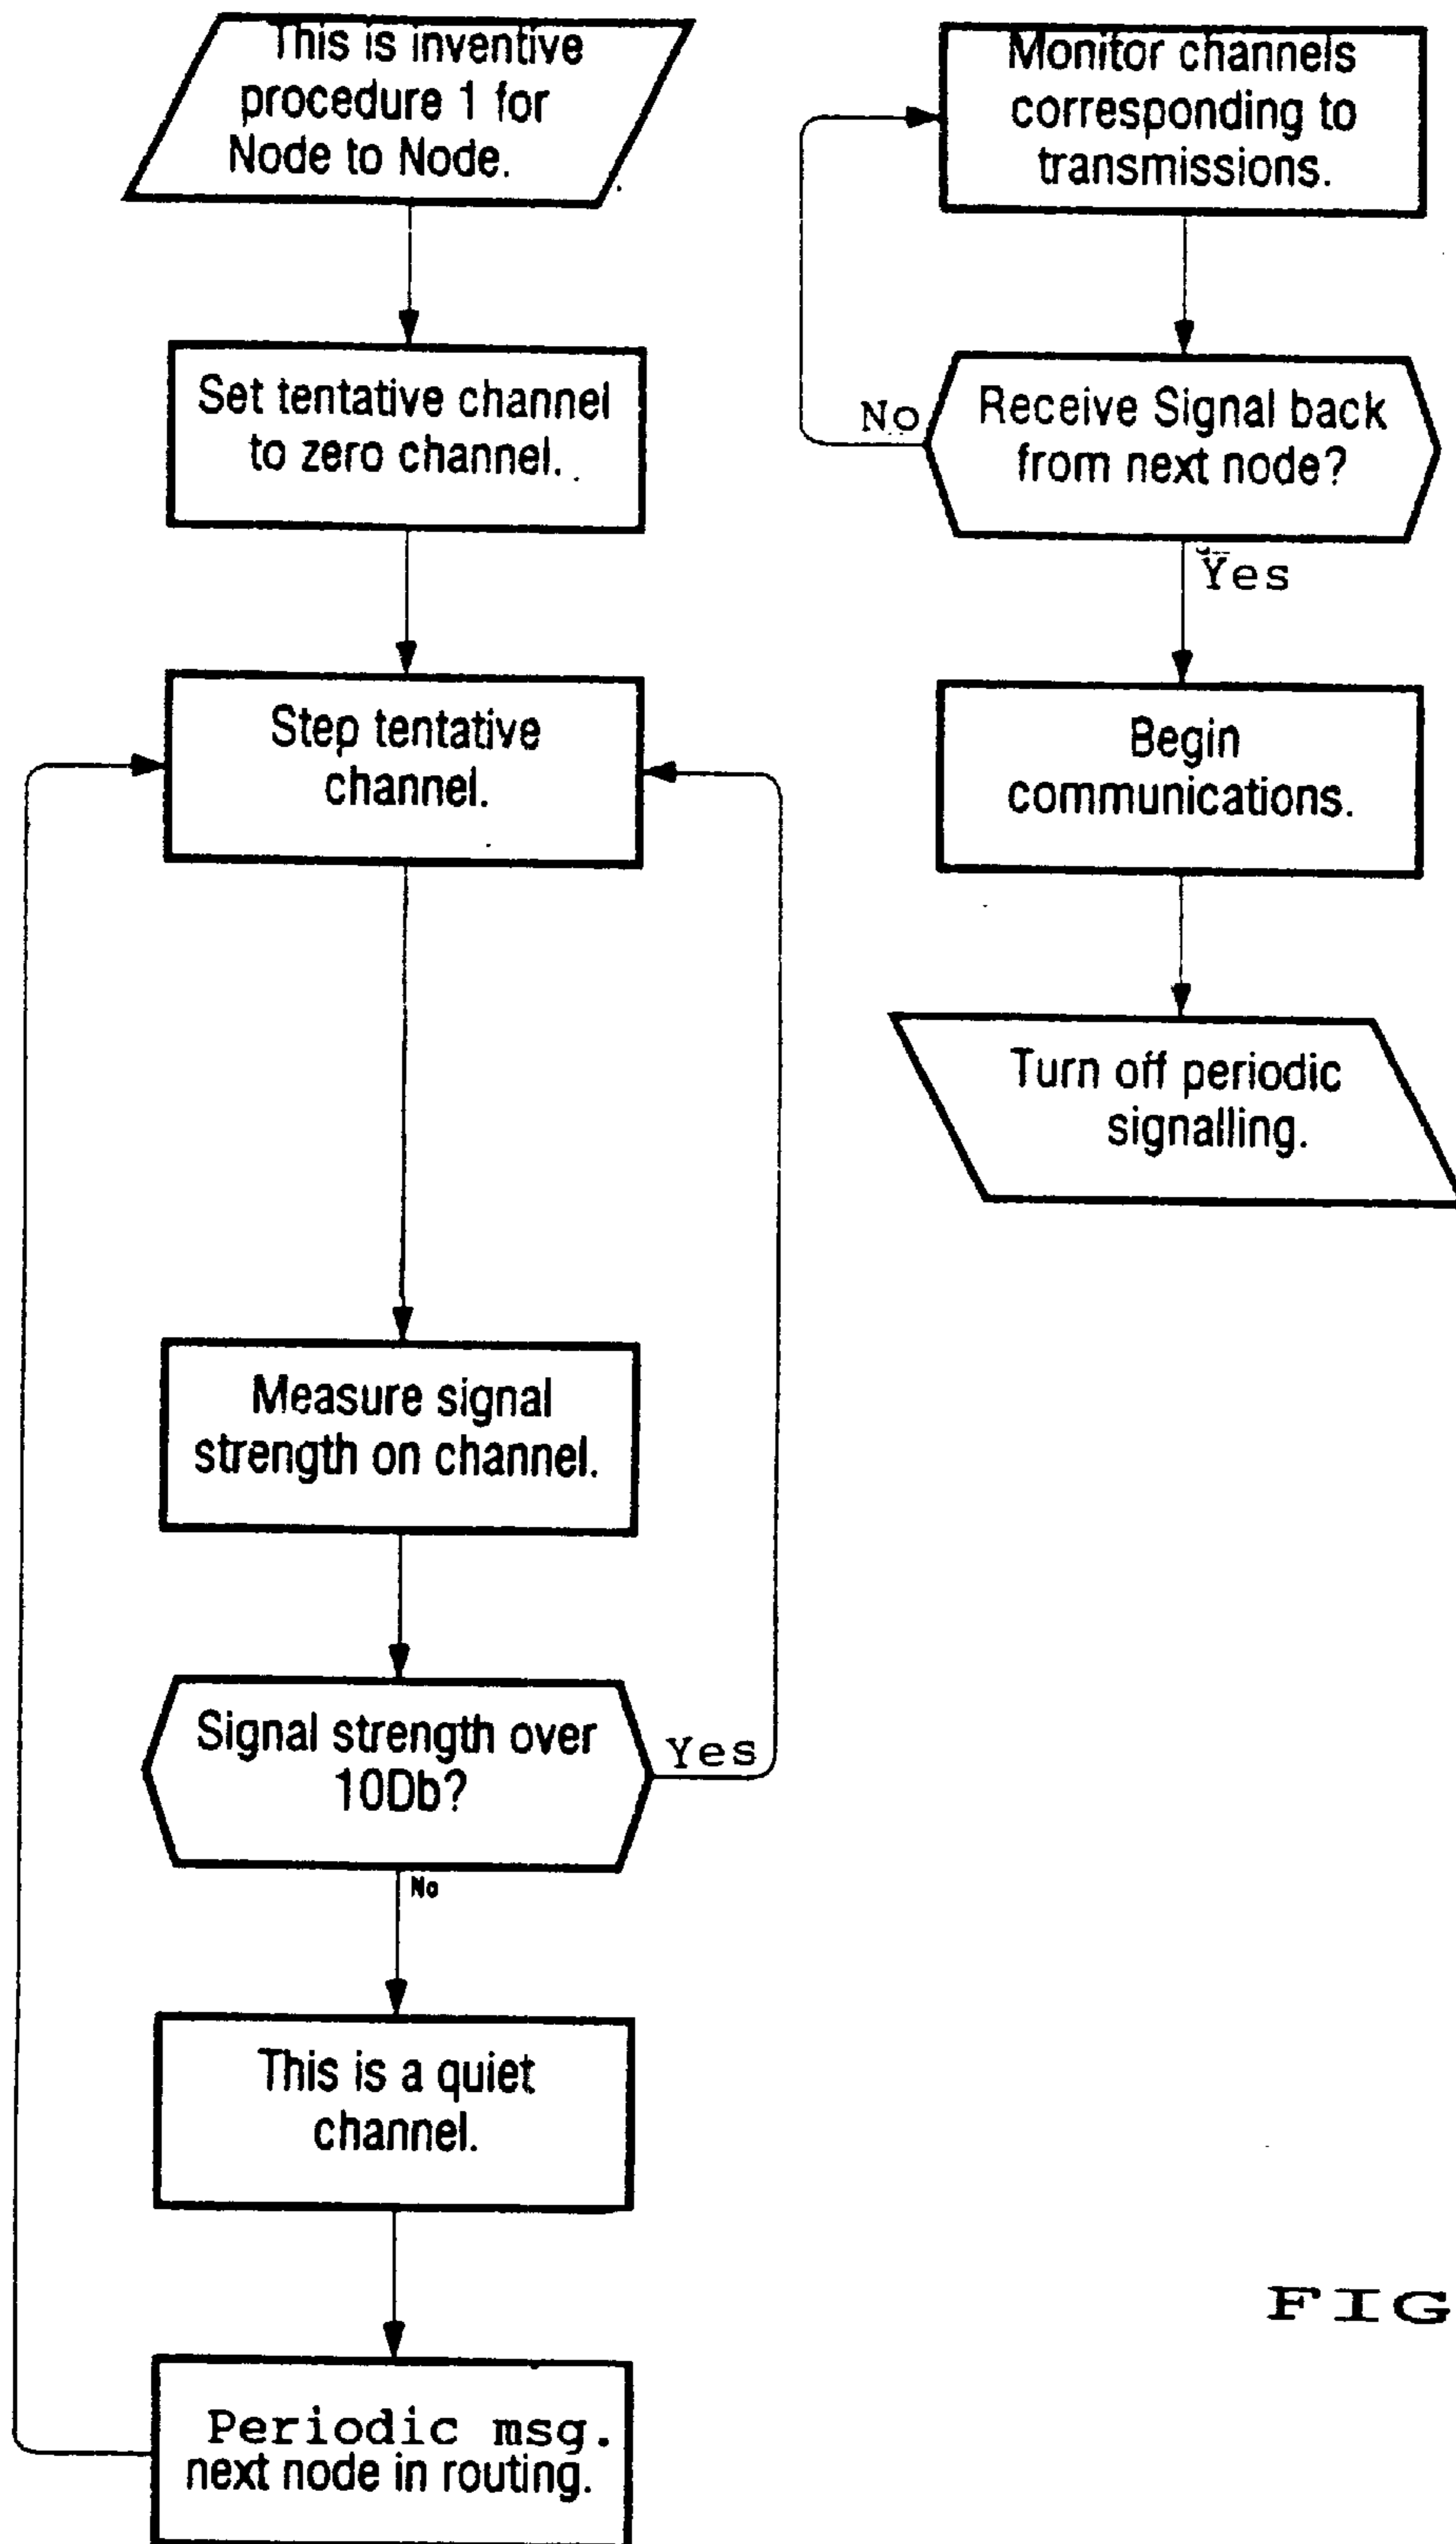 This is inventive
procedure 1 for
Node to Node.
Set tentative channel
to zero channel.
Step tentative
channel.
Measure signal
strength on channel.
Signal strength over
10Db?
Yes
No
This is a quiet
channel.
Periodic msg.
next node in routing.
Monitor channels
corresponding to
transmissions.
Receive Signal back
from next node?
No
Yes
Begin
communications.
Turn off periodic
signalling.
FIG